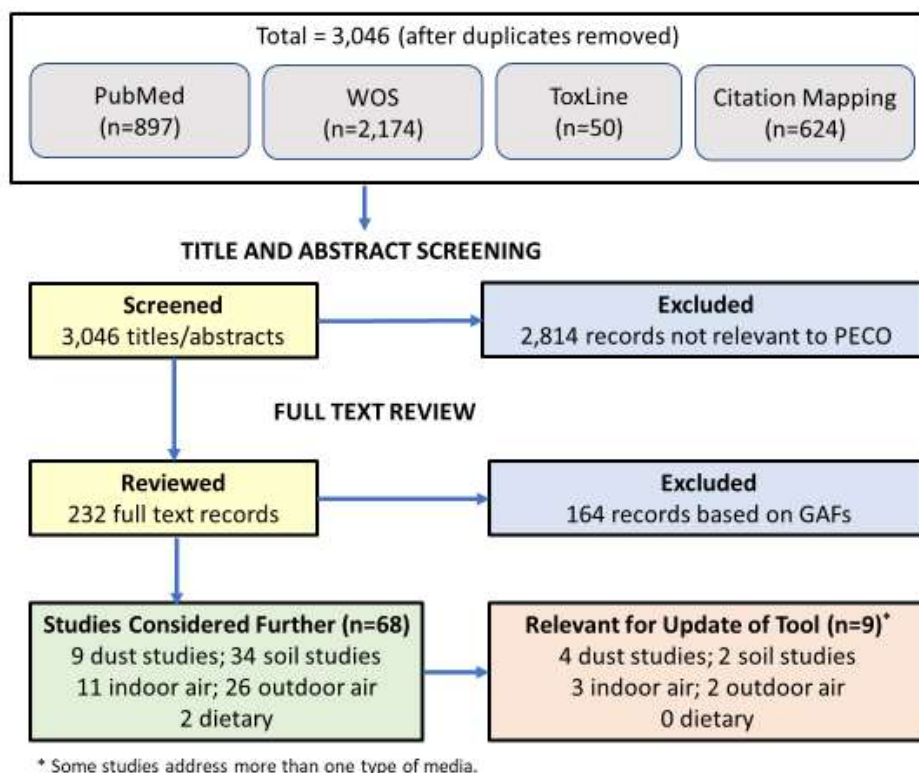 Total = 3,046 (after duplicates removed)
PubMed
(n=897)
WOS
(n=2,174)
ToxLine
(n=50)
Citation Mapping
(n=624)
TITLE AND ABSTRACT SCREENING
Screened
3,046 titles/abstracts
Excluded
2,814 records not relevant to PECO
FULL TEXT REVIEW
Reviewed
232 full text records
Excluded
164 records based on GAFs
Studies Considered Further (n=68)
9 dust studies; 34 soil studies
11 indoor air; 26 outdoor air
2 dietary
Relevant for Update of Tool (n=9)*
4 dust studies; 2 soil studies
3 indoor air; 2 outdoor air
0 dietary
* Some studies address more than one type of media.